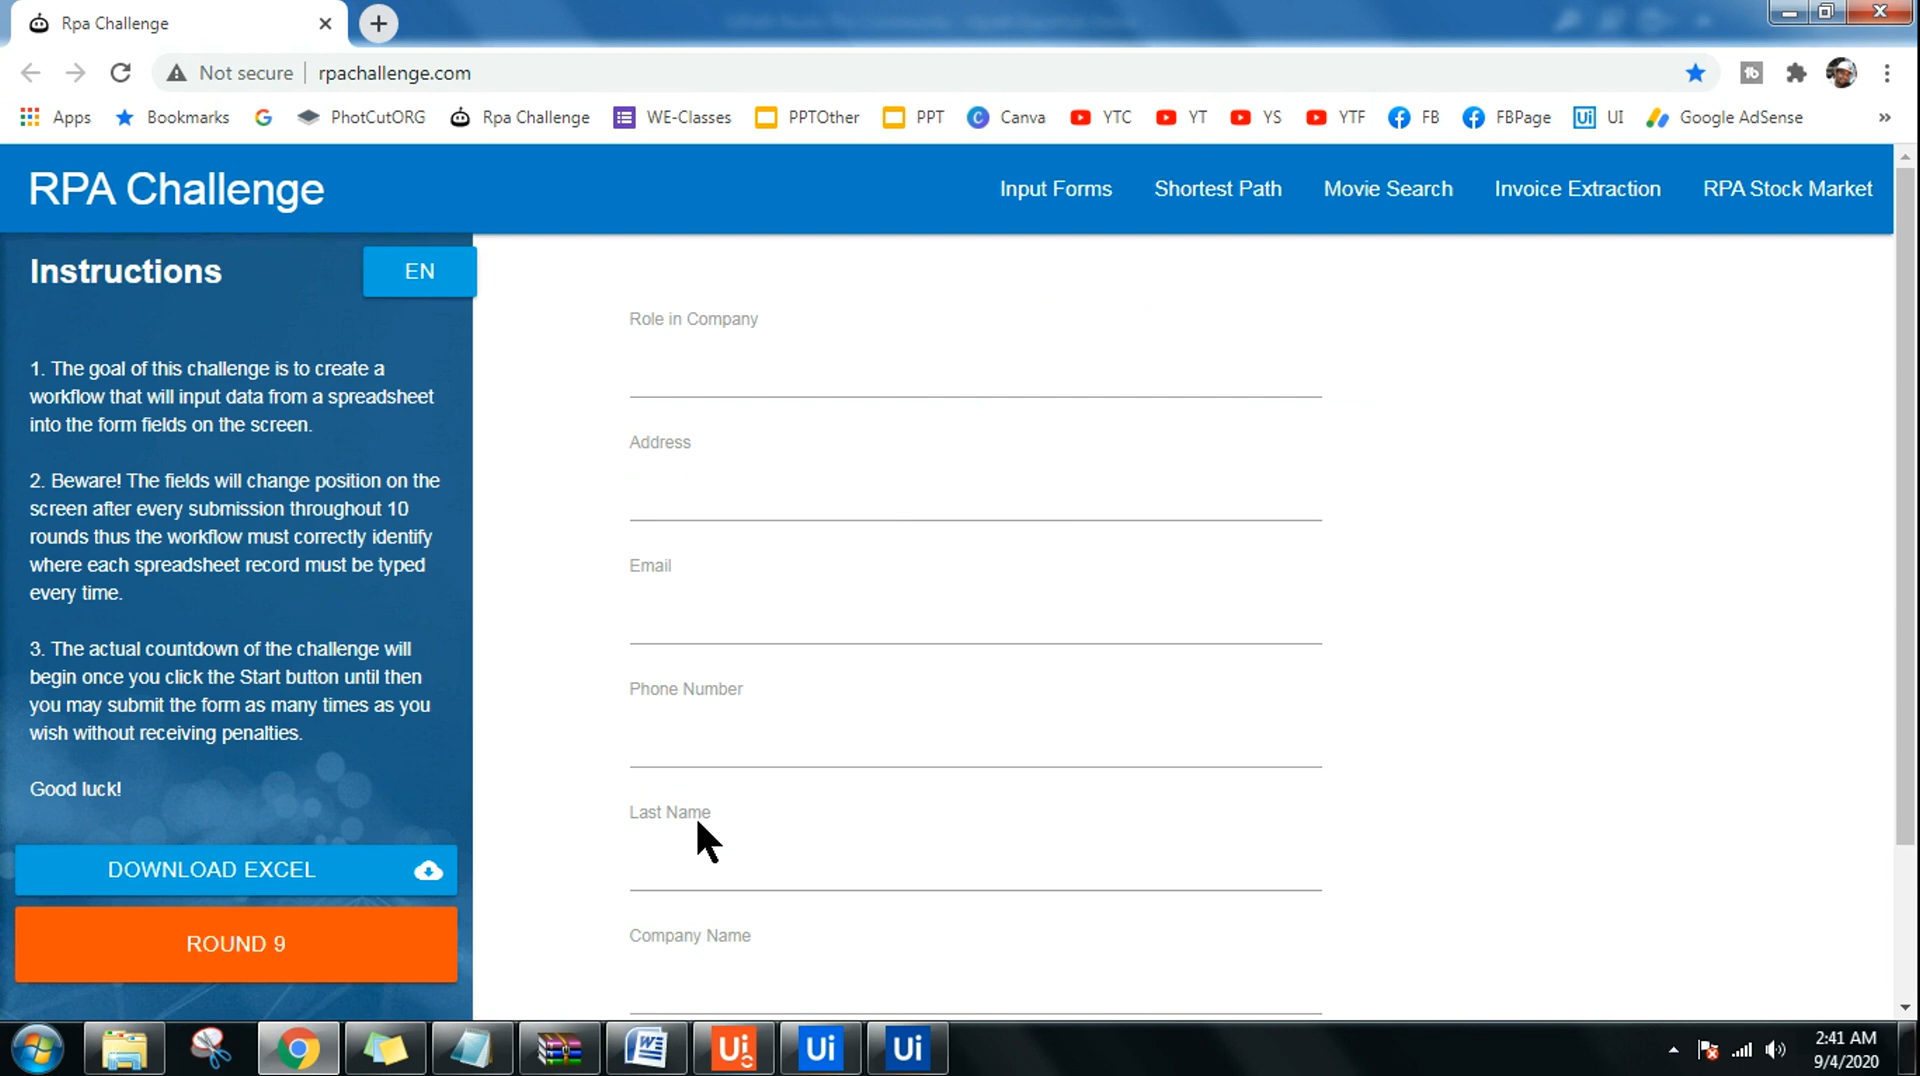 Rpa Challenge
Not secure
rpachallenge.com
Apps
Bookmarks
PhotCutORG
Rpa Challenge
WE-Classes
PPTOther
PPT
Canva
YTC
YT
YS
YTF
FB
FBPage
Ui UI
Google AdSense
»
RPA Challenge
Input Forms
Shortest Path
Movie Search
Invoice Extraction
RPA Stock Market
Instructions
EN
1. The goal of this challenge is to create a
workflow that will input data from a spreadsheet
into the form fields on the screen.
2. Beware! The fields will change position on the
screen after every submission throughout 10
rounds thus the workflow must correctly identify
where each spreadsheet record must be typed
every time.
3. The actual countdown of the challenge will
begin once you click the Start button until then
you may submit the form as many times as you
wish without receiving penalties.
Good luck!
DOWNLOAD EXCEL
ROUND 9
Role in Company
Address
Email
Phone Number
Last Name
Company Name
W
Ui
Ui
Ui
2:41 AM
9/4/2020